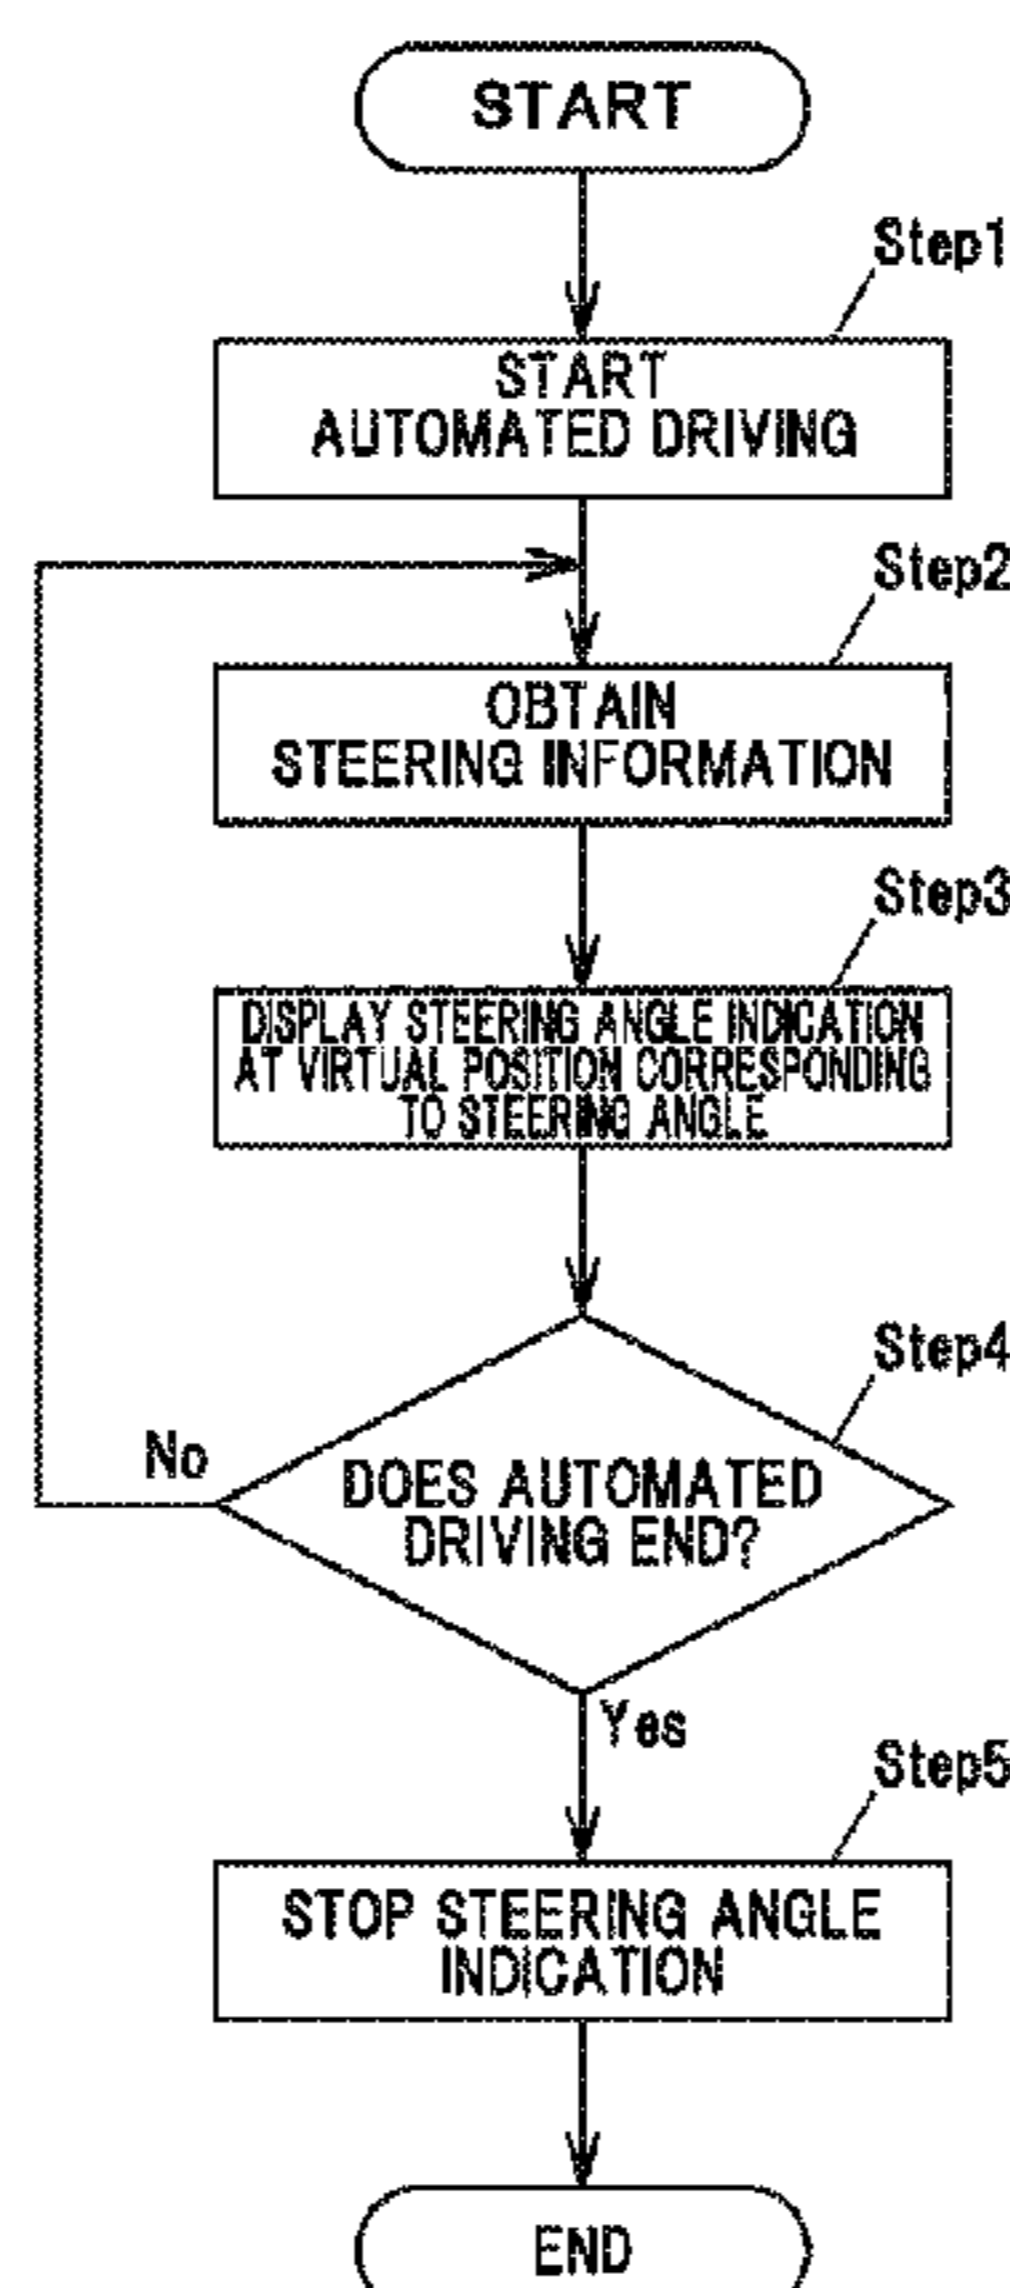 START
Step1
START
AUTOMATED DRIVING
Step2
OBTAIN
STEERING INFORMATION
Step3
DISPLAY STEERING ANGLE INDICATION
AT VIRTUAL POSITION CORRESPONDING
TO STEERING ANGLE
Step4
No
DOES AUTOMATED
DRIVING END?
Yes
Step5
STOP STEERING ANGLE
INDICATION
END